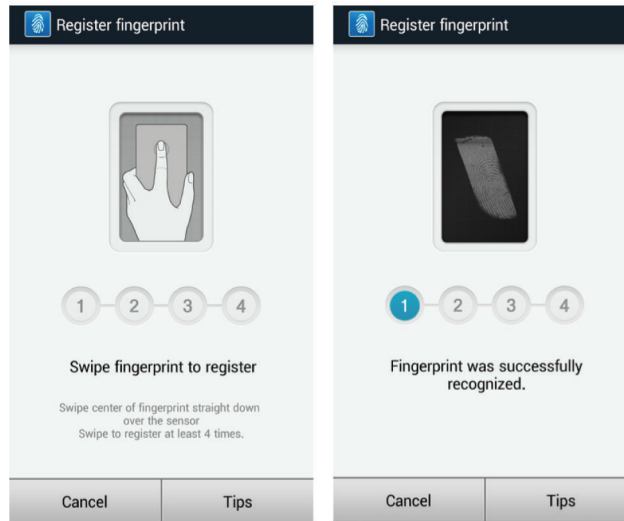 Register fingerprint
1 2 3 4
Swipe fingerprint to register
Swipe center of fingerprint straight down
over the sensor
Swipe to register at least 4 times.
Cancel Tips
Register fingerprint
1 2 3 4
Fingerprint was successfully
recognized.
Cancel Tips